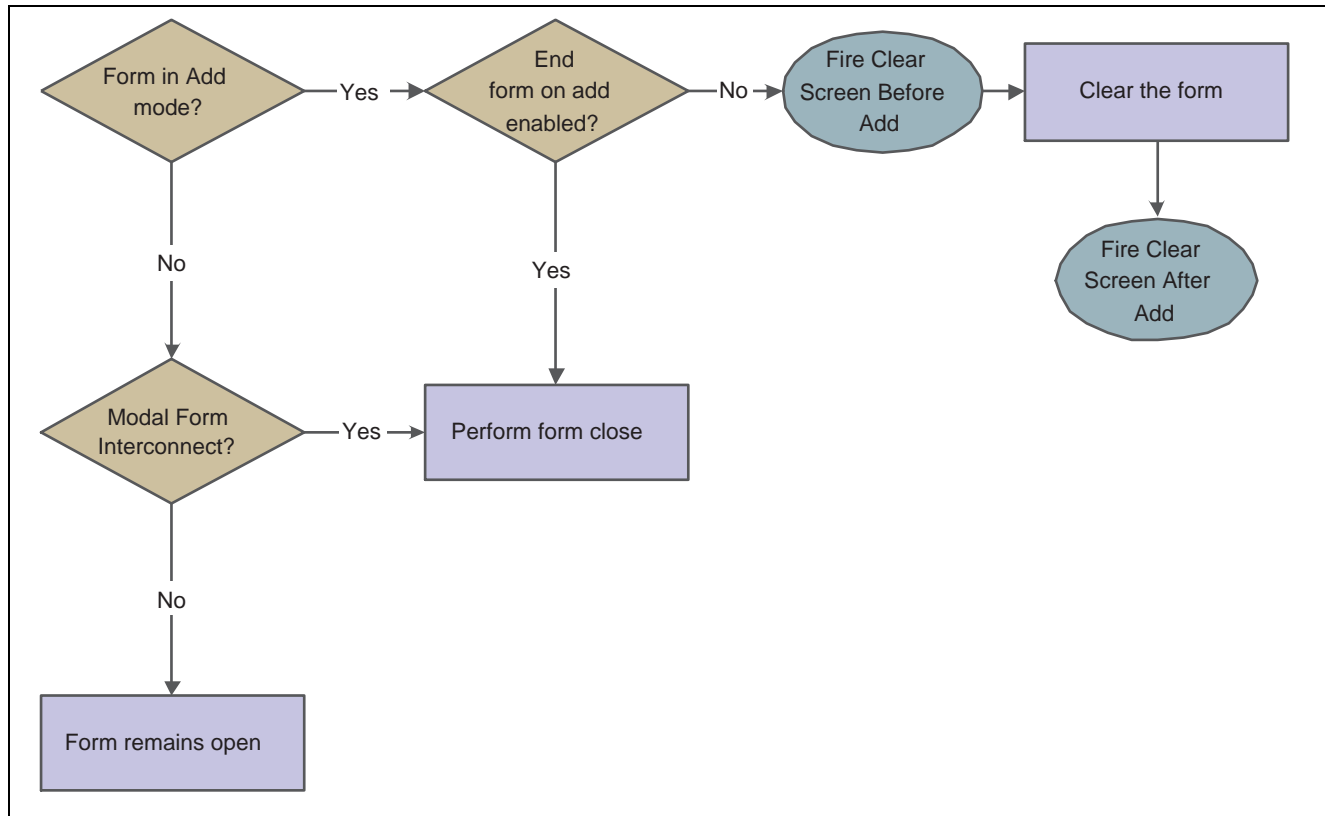 Form in Add
mode?
Yes
End
form on add
enabled?
No
Fire Clear
Screen Before
Add
Clear the form
No
Yes
Fire Clear
Screen After
Add
Modal Form
Interconnect?
Yes
Perform form close
No
Form remains open